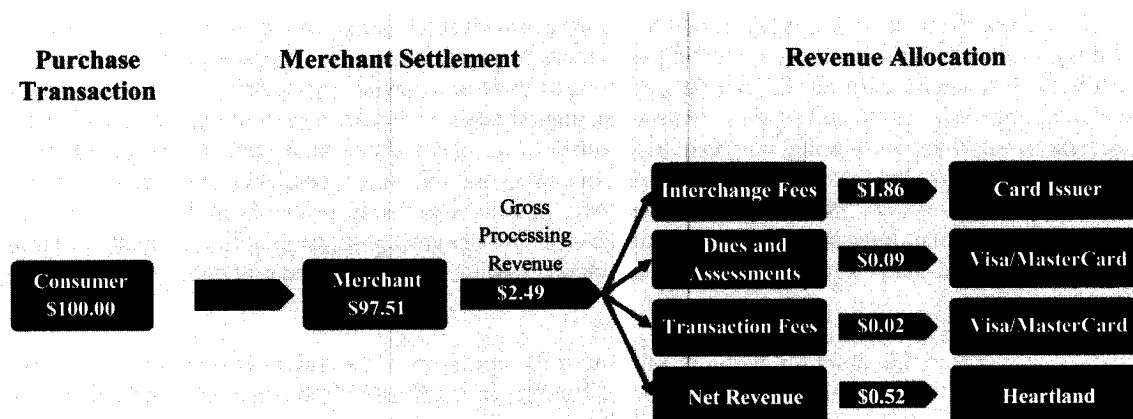 Purchase
Transaction
Merchant Settlement
Revenue Allocation
Consumer
$100.00
Merchant
$97.51
Gross
Processing
Revenue
$2.49
Interchange Fees
$1.86
Card Issuer
Dues and
Assessments
$0.09
Visa/MasterCard
Transaction Fees
$0.02
Visa/MasterCard
Net Revenue
$0.52
Heartland